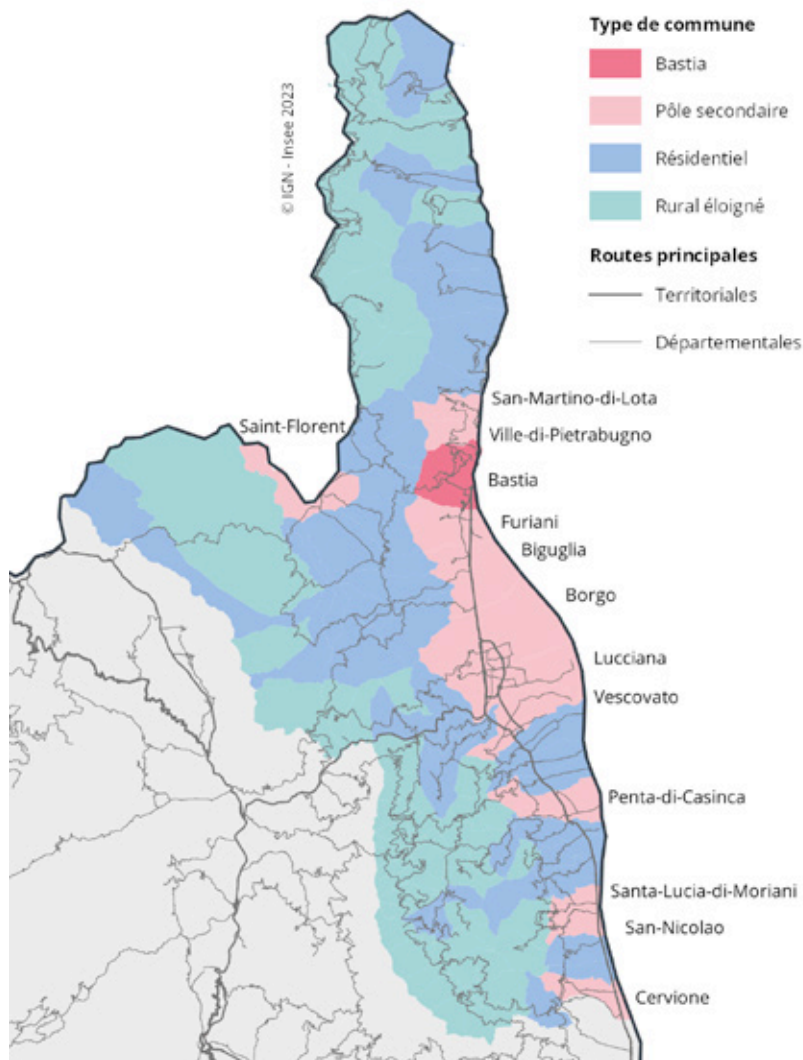 Type de commune
Bastia
Pôle secondaire
Résidentiel
Rural éloigné
Routes principales
Territoriales
Départementales
© IGN - Insee 2023
San-Martino-di-Lota
Saint-Florent
Ville-di-Pietrabugno
Bastia
Furiani
Biguglia
Borgo
Lucciana
Vescovato
Penta-di-Casinca
Santa-Lucia-di-Moriani
San-Nicolao
Cervione